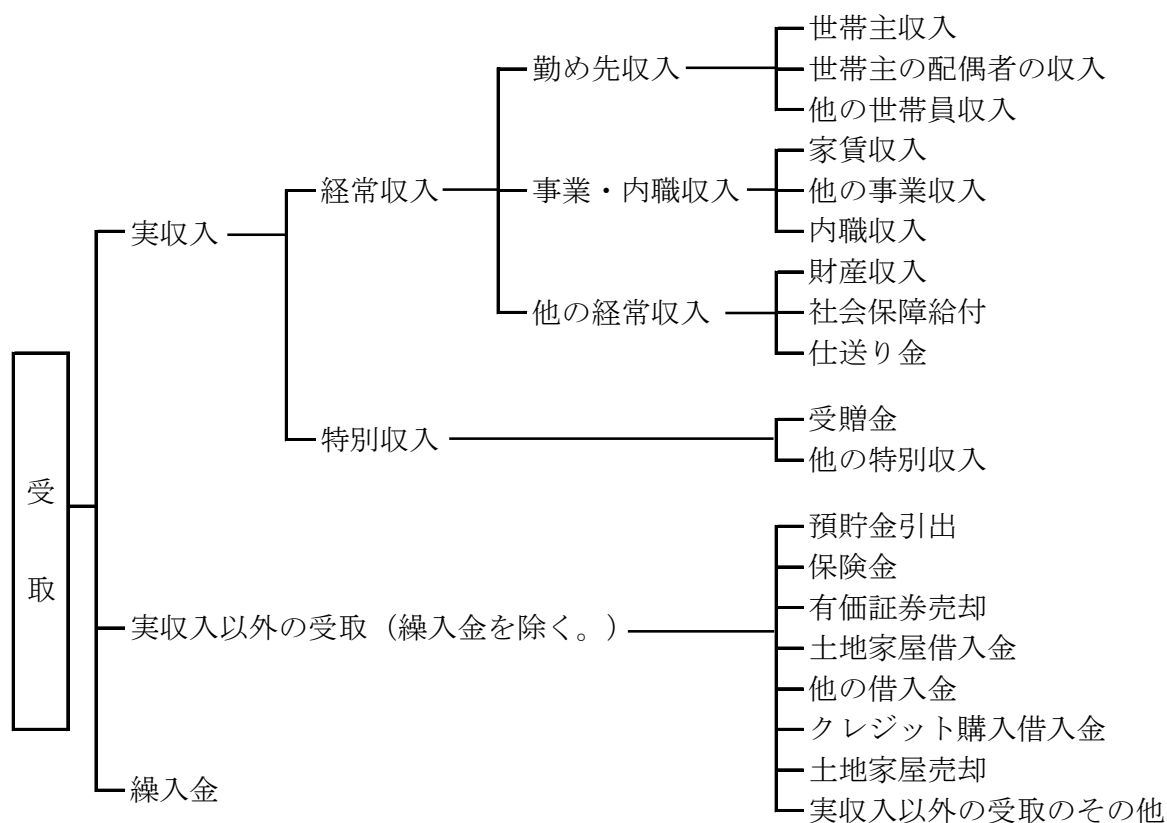 受取
実収入
経常収入
勤め先収入
世帯主収入
世帯主の配偶者の収入
他の世帯員収入
事業・内職収入
家賃収入
他の事業収入
内職収入
他の経常収入
財産収入
社会保障給付
仕送り金
特別収入
受贈金
他の特別収入
実収入以外の受取（繰入金を除く。）
預貯金引出
保険金
有価証券売却
土地家屋借入金
他の借入金
クレジット購入借入金
土地家屋売却
実収入以外の受取のその他
繰入金